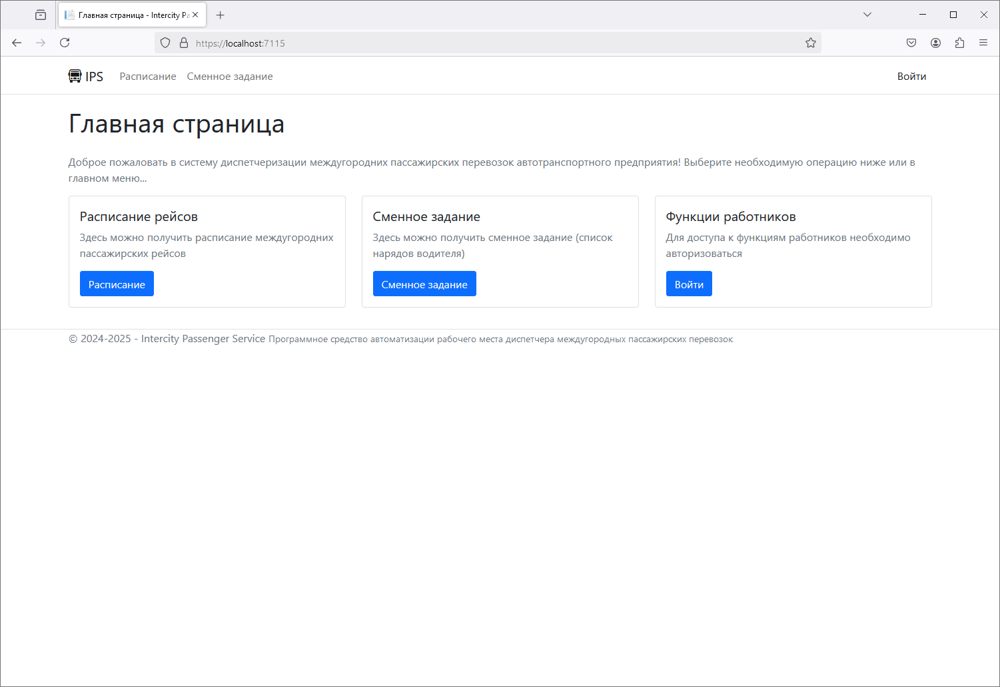 Главная страница - Intercity Pa
https://localhost:7115
IPS Расписание Сменное задание Войти
Главная страница
Доброе пожаловать в систему диспетчеризации междугородних пассажирских перевозок автотранспортного предприятия! Выберите необходимую операцию ниже или в
главном меню...
Расписание рейсов
Здесь можно получить расписание междугородних
пассажирских рейсов
Расписание
Сменное задание
Здесь можно получить сменное задание (список
нарядов водителя)
Сменное задание
Функции работников
Для доступа к функциям работников необходимо
авторизоваться
Войти
© 2024-2025 - Intercity Passenger Service Программное средство автоматизации рабочего места диспетчера междугородных пассажирских перевозок